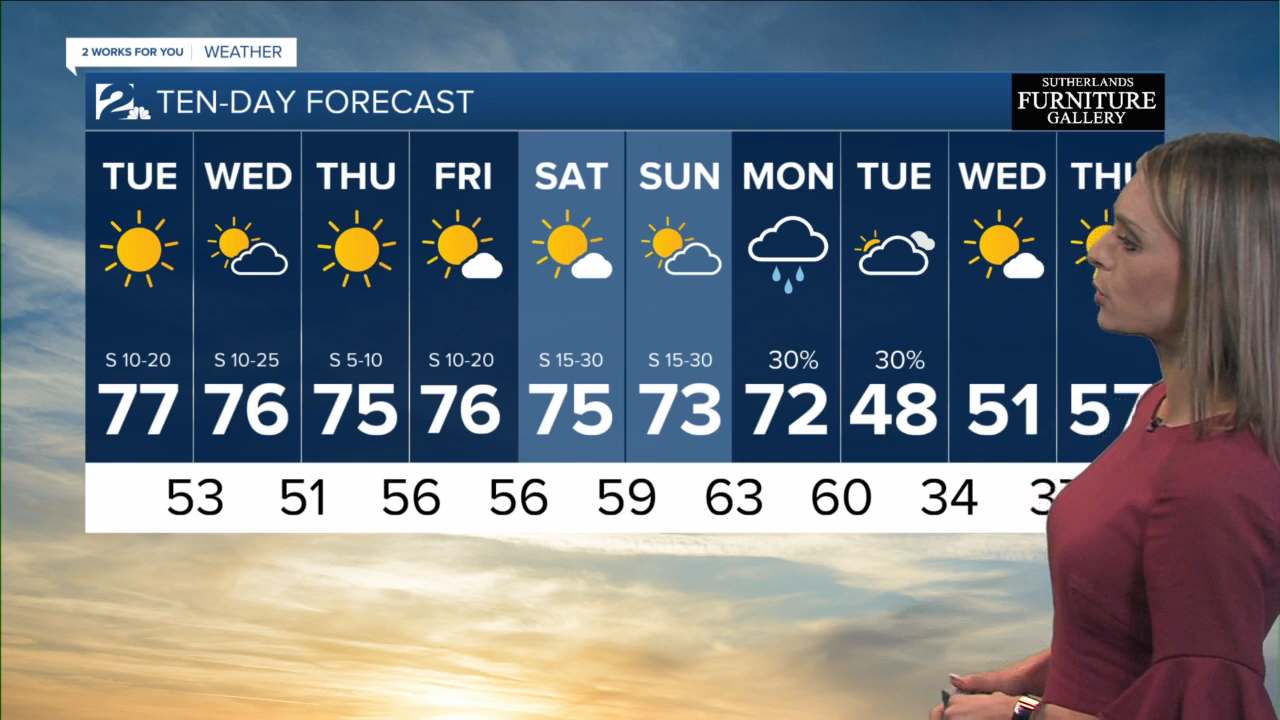 2 WORKS FOR YOU WEATHER
2 TEN-DAY FORECAST
SUTHERLANDS
FURNITURE
GALLERY
TUE WED THU FRI SAT SUN MON TUE WED
S 10-20 S 10-25 S 5-10 S 10-20 S 15-30 S 15-30 30% 30%
77 76 75 76 75 73 72 48 51 57
53 51 56 56 59 63 60 34